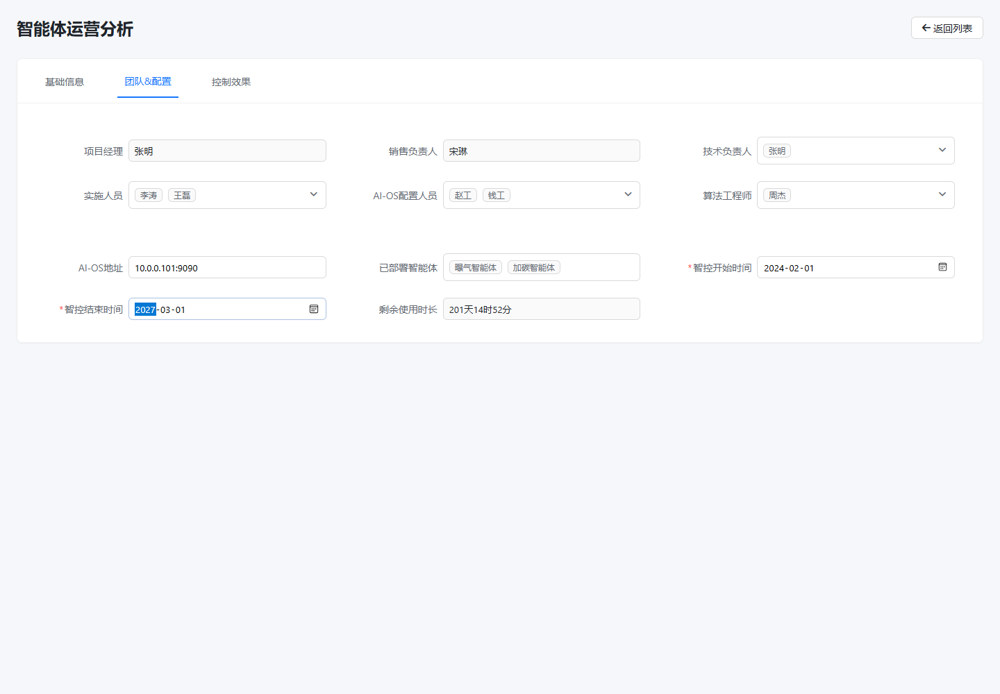 智能体运营分析
返回列表
基础信息 团队&配置 控制效果
项目经理 张明 销售负责人 宋琳 技术负责人 张明
实施人员 李涛 王磊 AI-OS配置人员 赵工 钱工 算法工程师 周杰
AI-OS地址 10.0.0.101:9090 已部署智能体 曝气智能体 加碳智能体 *智控开始时间 2024-02-01
*智控结束时间 2027-03-01 剩余使用时长 201天14时52分